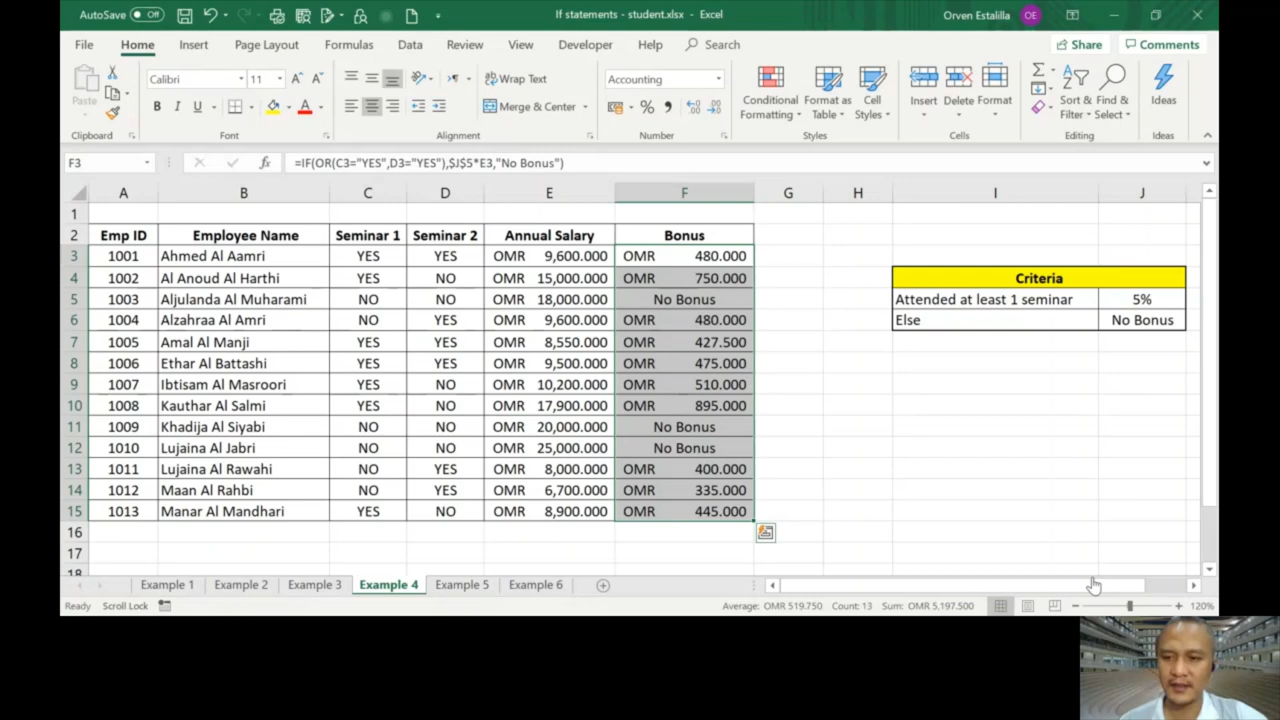 AutoSave Off If statements - student.xlsx - Excel Orven Estalilla OE
File Home Insert Page Layout Formulas Data Review View Developer Help Search Share Comments
Paste Calibri 11 A A Wrap Text Accounting Conditional Formatting Format as Table Cell Styles Insert Delete Format Sort & Filter Find & Select Ideas
B I U A Merge & Center % ,
Clipboard Font Alignment Number Styles Cells Editing Ideas
F3 fx =IF(OR(C3="YES",D3="YES"),$J$5*E3,"No Bonus")
A B C D E F G H I J
1
2 Emp ID Employee Name Seminar 1 Seminar 2 Annual Salary Bonus
3 1001 Ahmed Al Aamri YES YES OMR 9,600.000 OMR 480.000
4 1002 Al Anoud Al Harthi YES NO OMR 15,000.000 OMR 750.000 Criteria
5 1003 Aljulanda Al Muharami NO NO OMR 18,000.000 No Bonus Attended at least 1 seminar 5%
6 1004 Alzahraa Al Amri NO YES OMR 9,600.000 OMR 480.000 Else No Bonus
7 1005 Amal Al Manji YES YES OMR 8,550.000 OMR 427.500
8 1006 Ethar Al Battashi YES YES OMR 9,500.000 OMR 475.000
9 1007 Ibtisam Al Masroori YES NO OMR 10,200.000 OMR 510.000
10 1008 Kauthar Al Salmi YES NO OMR 17,900.000 OMR 895.000
11 1009 Khadija Al Siyabi NO NO OMR 20,000.000 No Bonus
12 1010 Lujaina Al Jabri NO NO OMR 25,000.000 No Bonus
13 1011 Lujaina Al Rawahi NO YES OMR 8,000.000 OMR 400.000
14 1012 Maan Al Rahbi NO YES OMR 6,700.000 OMR 335.000
15 1013 Manar Al Mandhari YES NO OMR 8,900.000 OMR 445.000
16
17
18
Example 1 Example 2 Example 3 Example 4 Example 5 Example 6
Ready Scroll Lock Average: OMR 519.750 Count: 13 Sum: OMR 5,197.500 120%